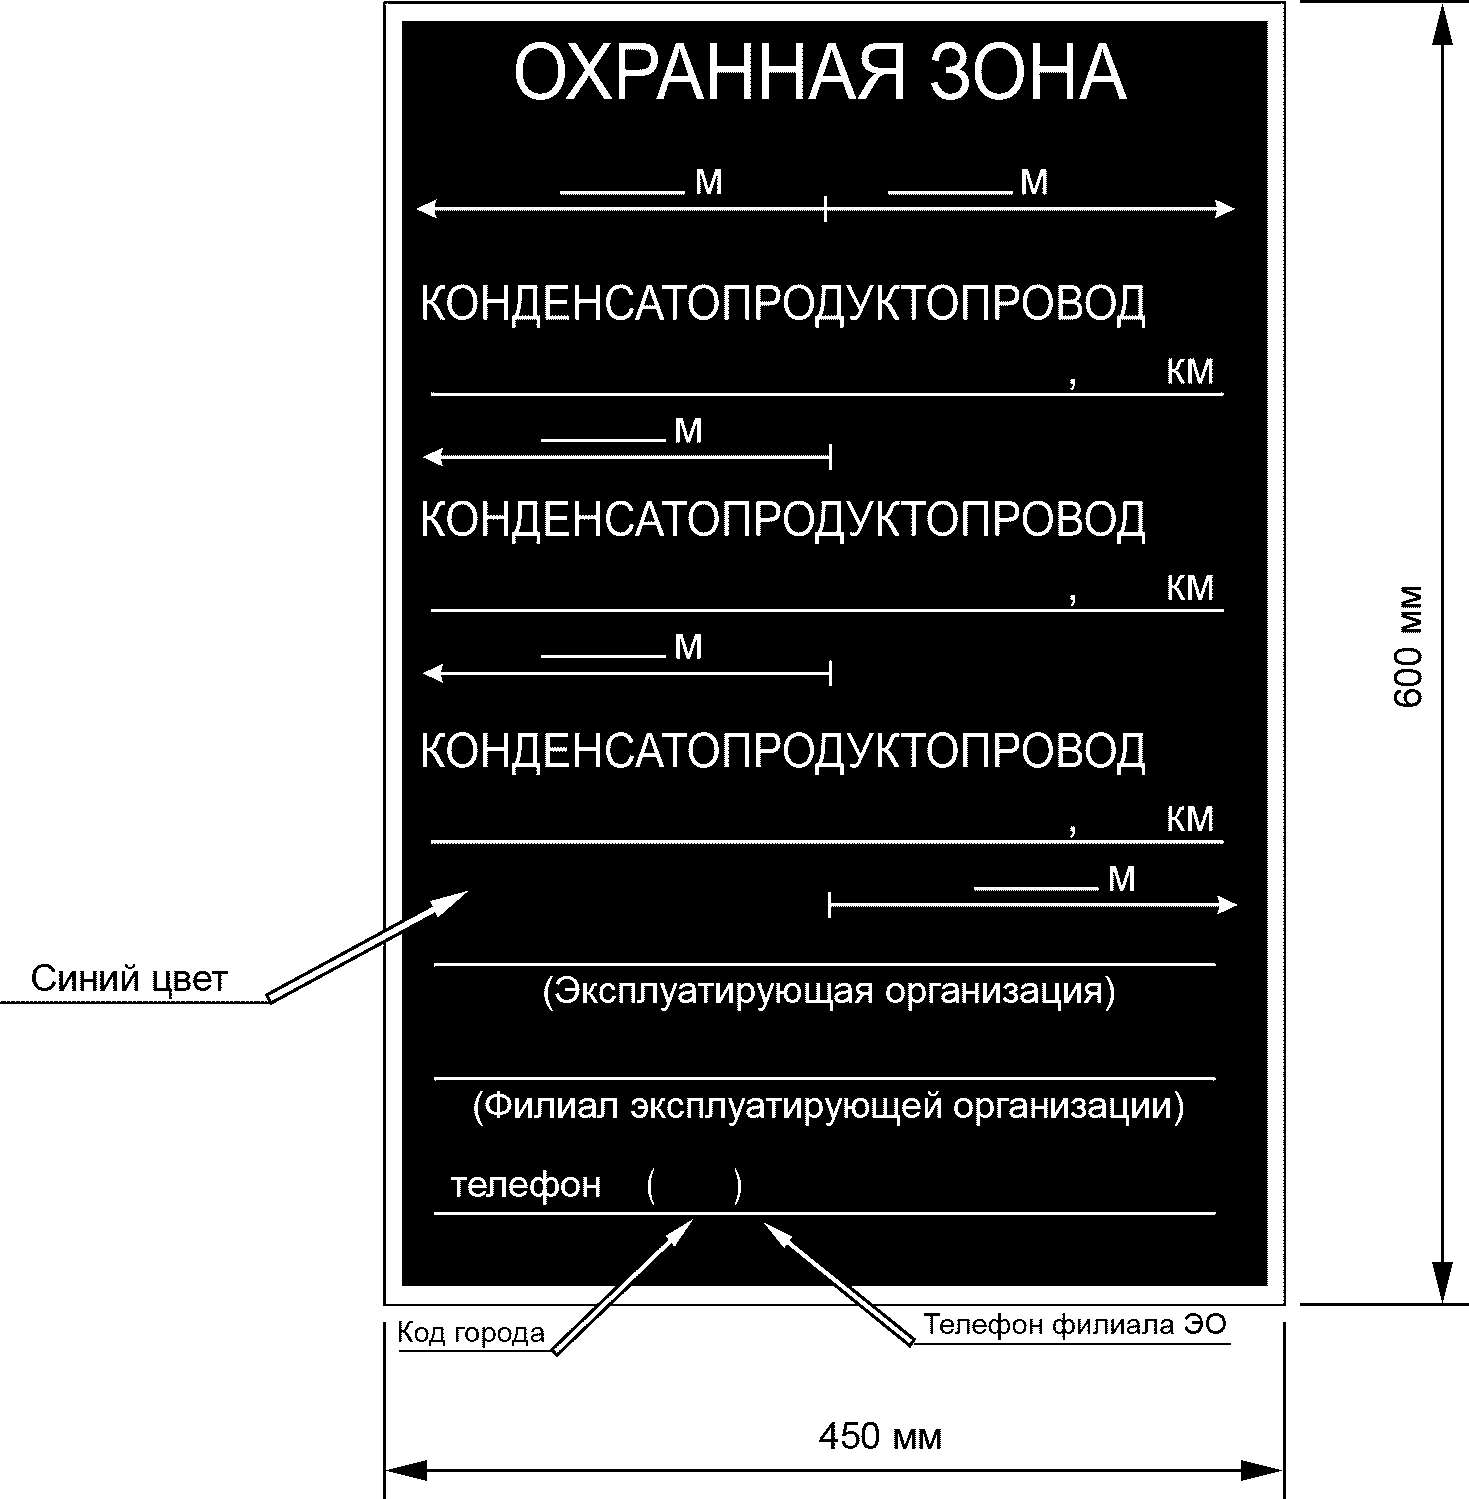 ОХРАННАЯ ЗОНА
М М
КОНДЕНСАТОПРОДУКТОПРОВОД
, КМ
М
КОНДЕНСАТОПРОДУКТОПРОВОД
, КМ
М
КОНДЕНСАТОПРОДУКТОПРОВОД
, КМ
М
Синий цвет
(Эксплуатирующая организация)
(Филиал эксплуатирующей организации)
телефон ( )
Код города
Телефон филиала ЭО
450 мм
600 мм